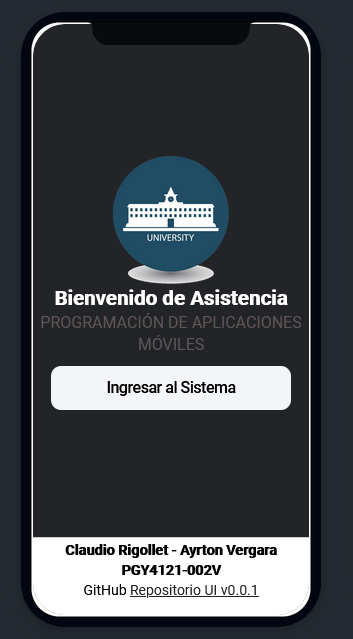 UNIVERSITY
Bienvenido de Asistencia
PROGRAMACIÓN DE APLICACIONES
MÓVILES
Ingresar al Sistema
Claudio Rigollet - Ayrton Vergara
PGY4121-002V
GitHub Repositorio UI v0.0.1